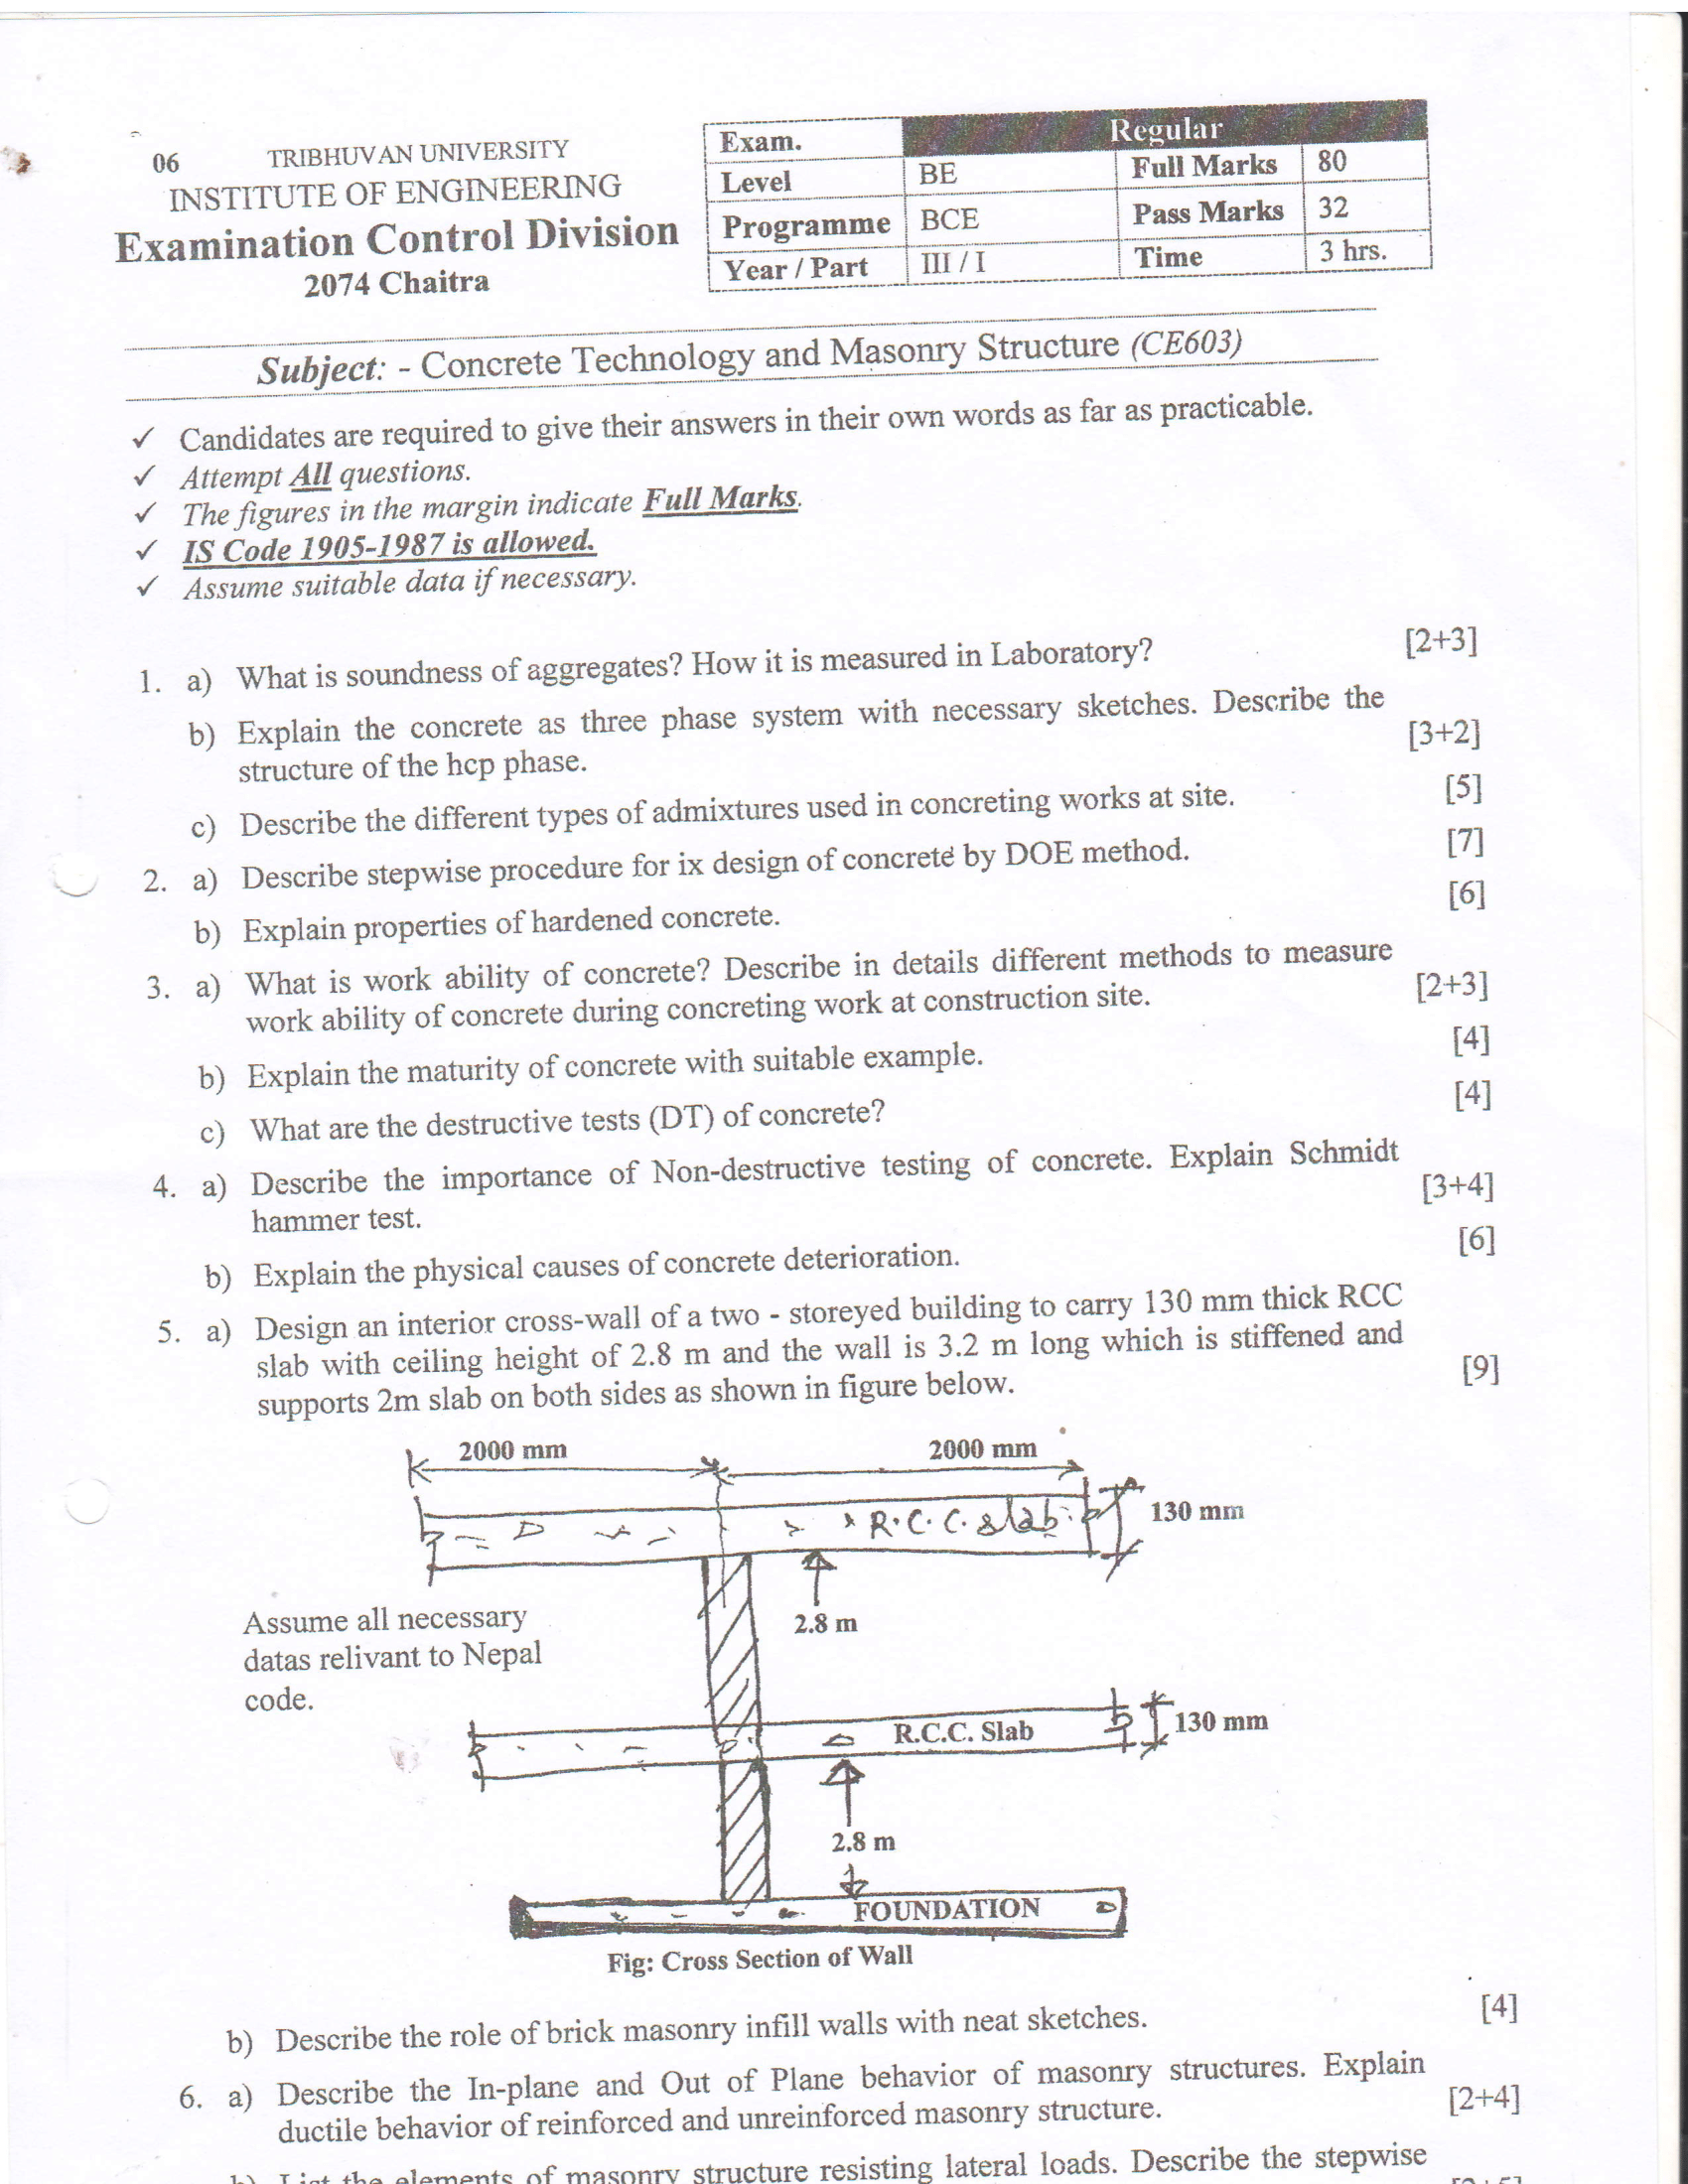 06 TRIBHUVAN UNIVERSITY
INSTITUTE OF ENGINEERING
Examination Control Division
2074 Chaitra
Exam. Regular
Level BE Full Marks 80
Programme BCE Pass Marks 32
Year / Part III / I Time 3 hrs.
Subject: - Concrete Technology and Masonry Structure (CE603)
✓ Candidates are required to give their answers in their own words as far as practicable.
✓ Attempt All questions.
✓ The figures in the margin indicate Full Marks.
✓ IS Code 1905-1987 is allowed.
✓ Assume suitable data if necessary.
1. a) What is soundness of aggregates? How it is measured in Laboratory? [2+3]
b) Explain the concrete as three phase system with necessary sketches. Describe the
structure of the hcp phase. [3+2]
c) Describe the different types of admixtures used in concreting works at site. [5]
2. a) Describe stepwise procedure for ix design of concrete by DOE method. [7]
b) Explain properties of hardened concrete. [6]
3. a) What is work ability of concrete? Describe in details different methods to measure
work ability of concrete during concreting work at construction site. [2+3]
b) Explain the maturity of concrete with suitable example. [4]
c) What are the destructive tests (DT) of concrete? [4]
4. a) Describe the importance of Non-destructive testing of concrete. Explain Schmidt
hammer test. [3+4]
b) Explain the physical causes of concrete deterioration. [6]
5. a) Design an interior cross-wall of a two - storeyed building to carry 130 mm thick RCC
slab with ceiling height of 2.8 m and the wall is 3.2 m long which is stiffened and
supports 2m slab on both sides as shown in figure below. [9]
2000 mm 2000 mm
R.C.C. slab 130 mm
2.8 m
Assume all necessary
datas relivant to Nepal
code.
R.C.C. Slab 130 mm
2.8 m
FOUNDATION
Fig: Cross Section of Wall
b) Describe the role of brick masonry infill walls with neat sketches. [4]
6. a) Describe the In-plane and Out of Plane behavior of masonry structures. Explain
ductile behavior of reinforced and unreinforced masonry structure. [2+4]
b) List the elements of masonry structure resisting lateral loads. Describe the stepwise